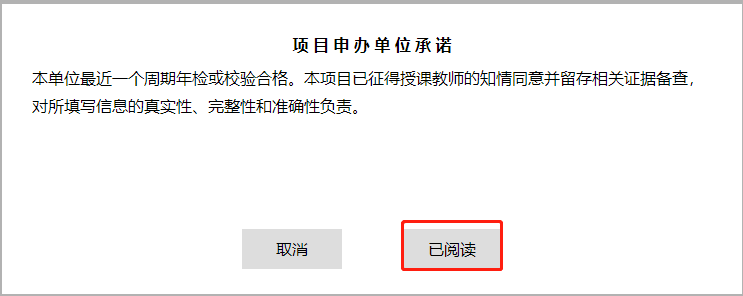 项目申办单位承诺
本单位最近一个周期年检或校验合格。本项目已征得授课教师的知情同意并留存相关证据备查，
对所填写信息的真实性、完整性和准确性负责。
取消
已阅读